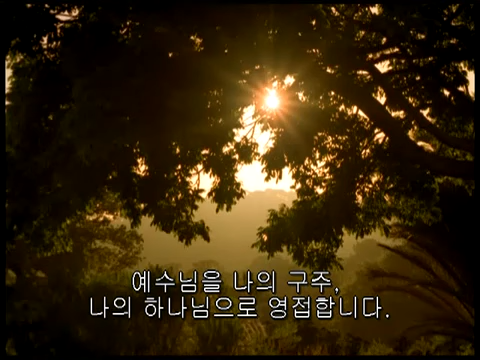 예수님을 나의 구주,
나의 하나님으로 영접합니다.